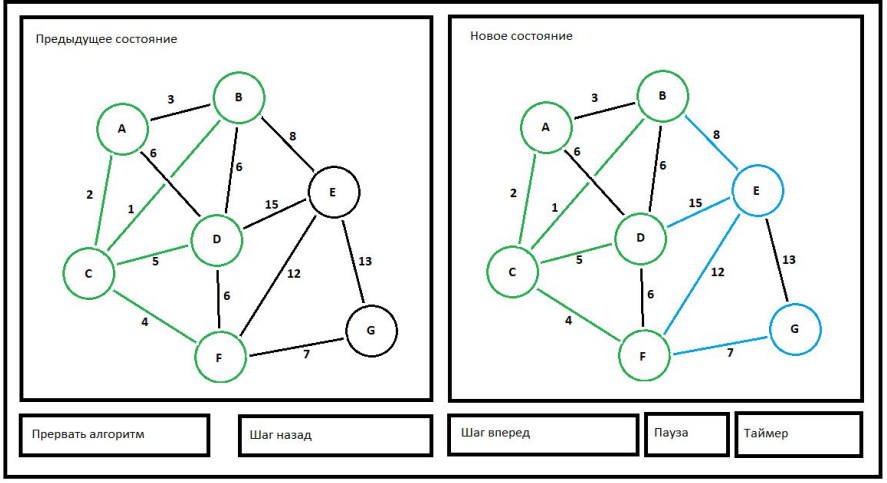 Предыдущее состояние
3
B
A
8
6
6
2
E
15
1
D
5
C
12
13
6
4
G
F
7
Новое состояние
3
B
A
8
6
6
2
E
15
1
D
5
C
12
13
6
4
G
F
7
Прервать алгоритм
Шаг назад
Шаг вперед
Пауза
Таймер